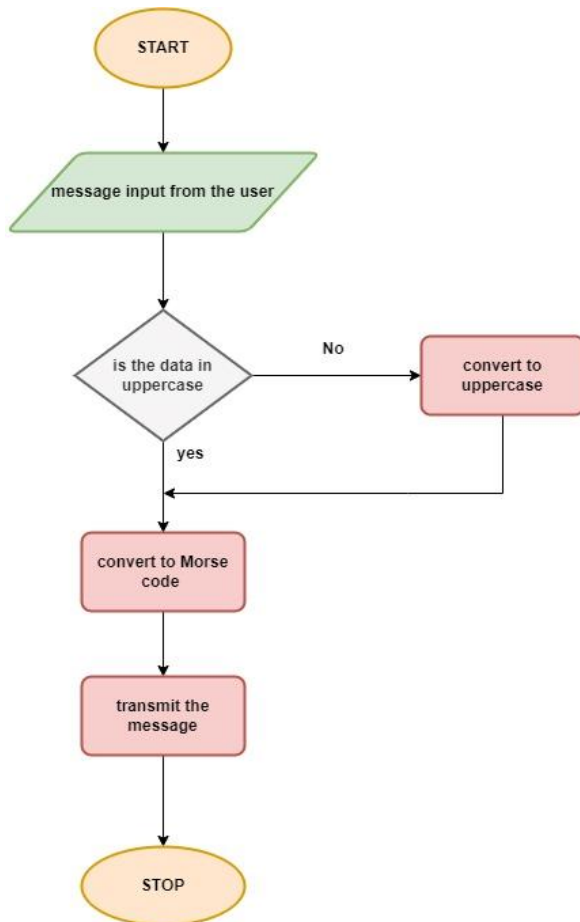 START
message input from the user
is the data in
uppercase
No
convert to
uppercase
yes
convert to Morse
code
transmit the
message
STOP